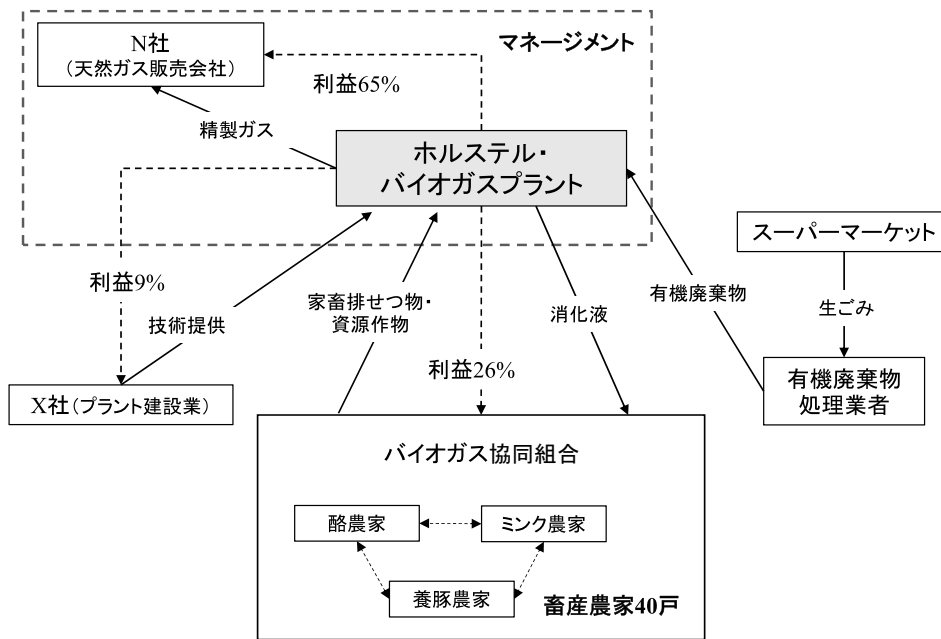 N社
(天然ガス販売会社)
マネージメント
利益65%
精製ガス
ホルステル・
バイオガスプラント
スーパーマーケット
利益9%
技術提供
家畜排せつ物・
資源作物
消化液
有機廃棄物
生ごみ
利益26%
X社(プラント建設業)
有機廃棄物
処理業者
バイオガス協同組合
酪農家
ミンク農家
養豚農家
畜産農家40戸